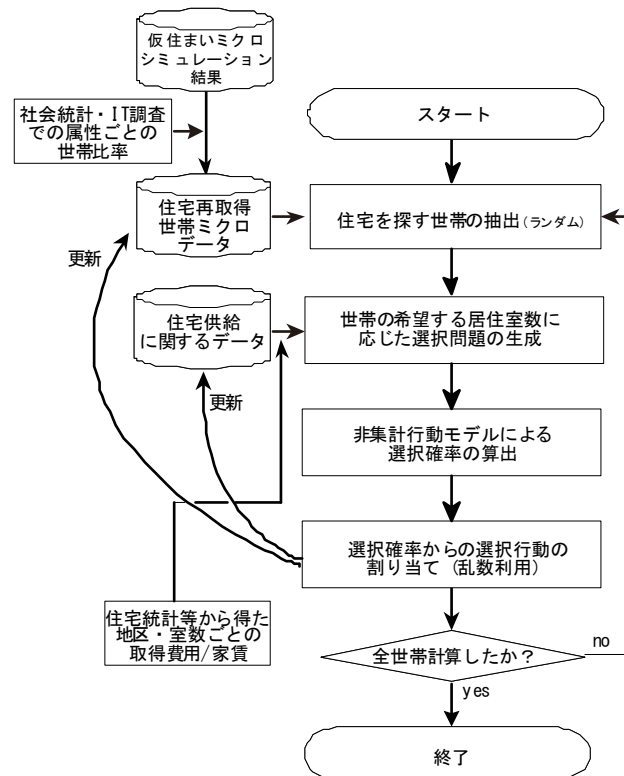 仮住まいミクロ
シミュレーション
結果
社会統計・IT調査
での属性ごとの
世帯比率
スタート
住宅再取得
世帯ミクロ
データ
住宅を探す世帯の抽出(ランダム)
更新
住宅供給
に関するデータ
世帯の希望する居住室数に
応じた選択問題の生成
更新
非集計行動モデルによる
選択確率の算出
選択確率からの選択行動の
割り当て（乱数利用）
住宅統計等から得た
地区・室数ごとの
取得費用/家賃
全世帯計算したか？
no
yes
終了